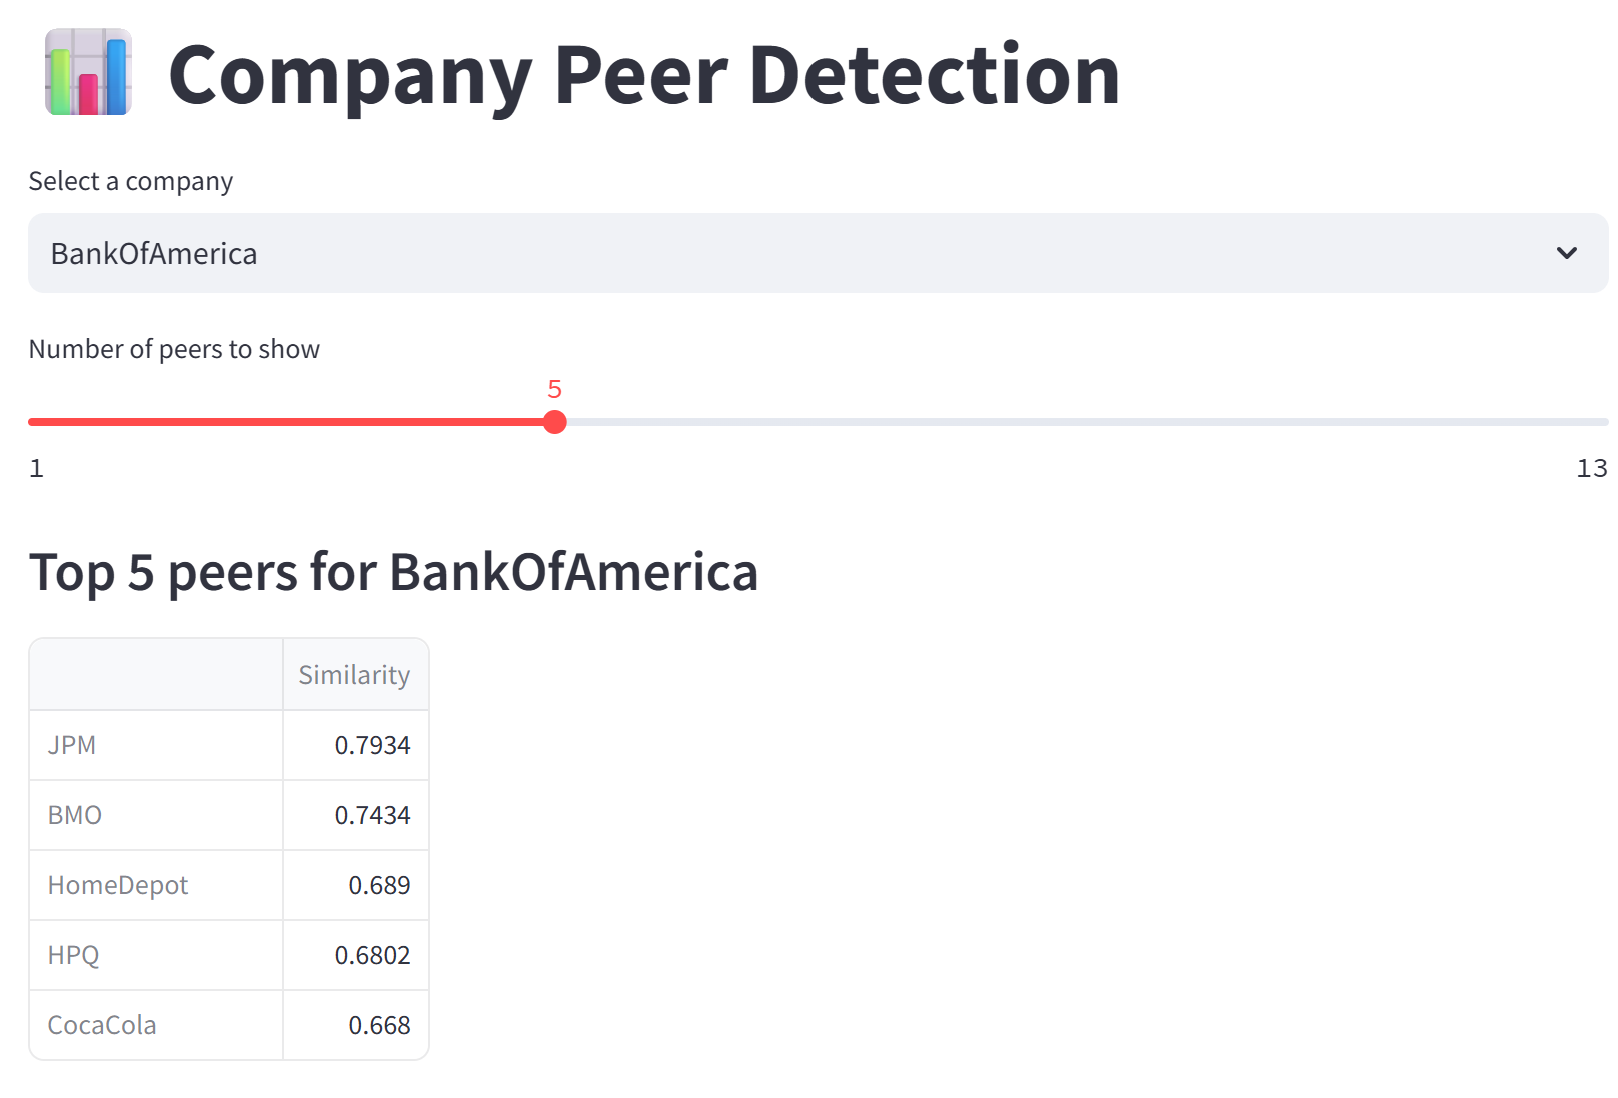 Company Peer Detection
Select a company
BankOfAmerica
Number of peers to show
5
1 13
Top 5 peers for BankOfAmerica
Similarity
JPM 0.7934
BMO 0.7434
HomeDepot 0.689
HPQ 0.6802
CocaCola 0.668